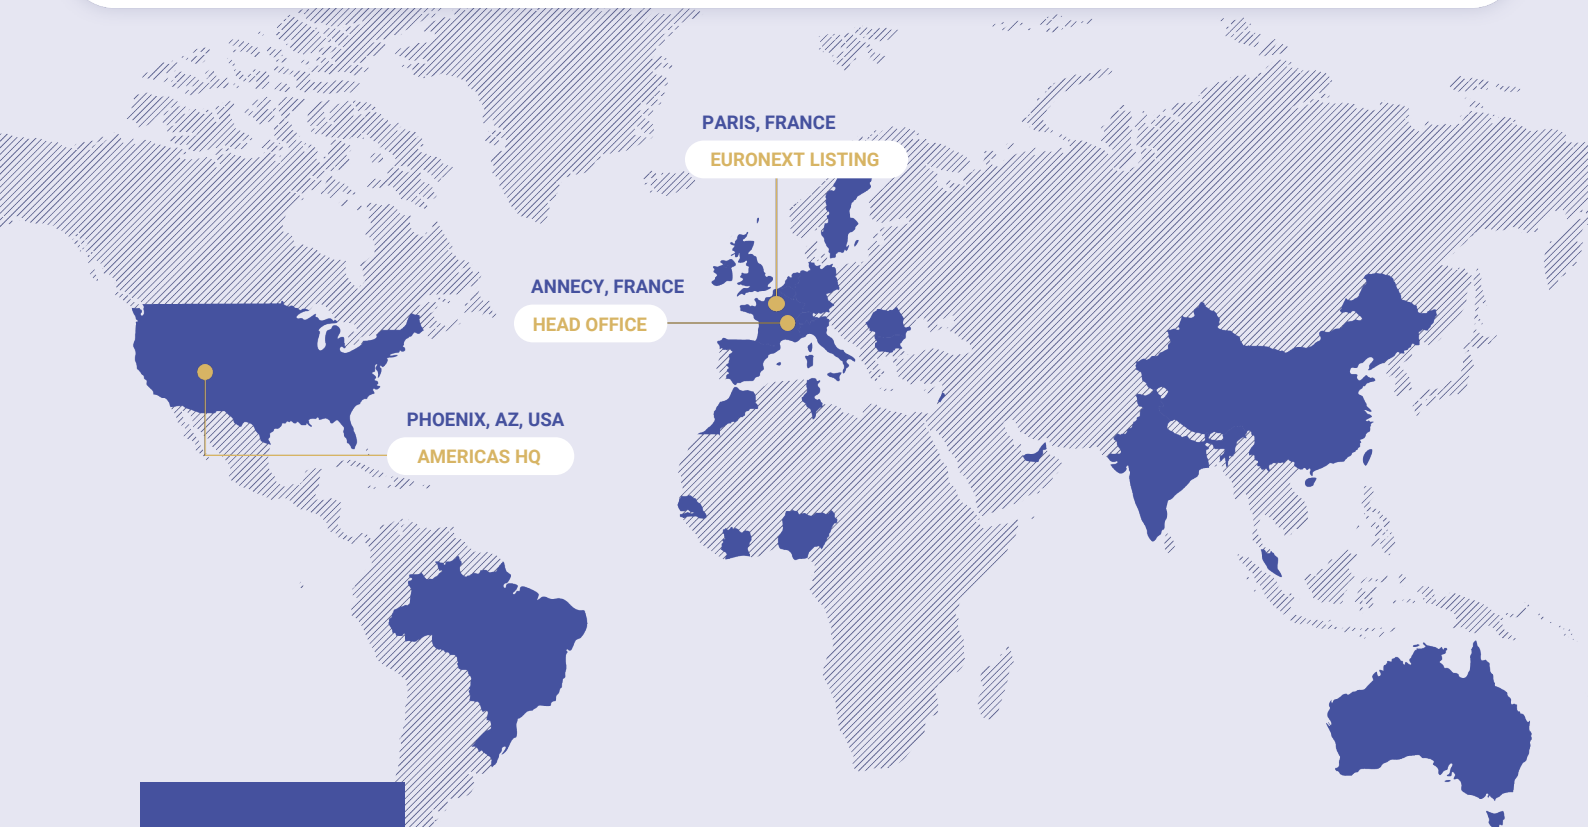 PARIS, FRANCE
EURONEXT LISTING
ANNECY, FRANCE
HEAD OFFICE
PHOENIX, AZ, USA
AMERICAS HQ